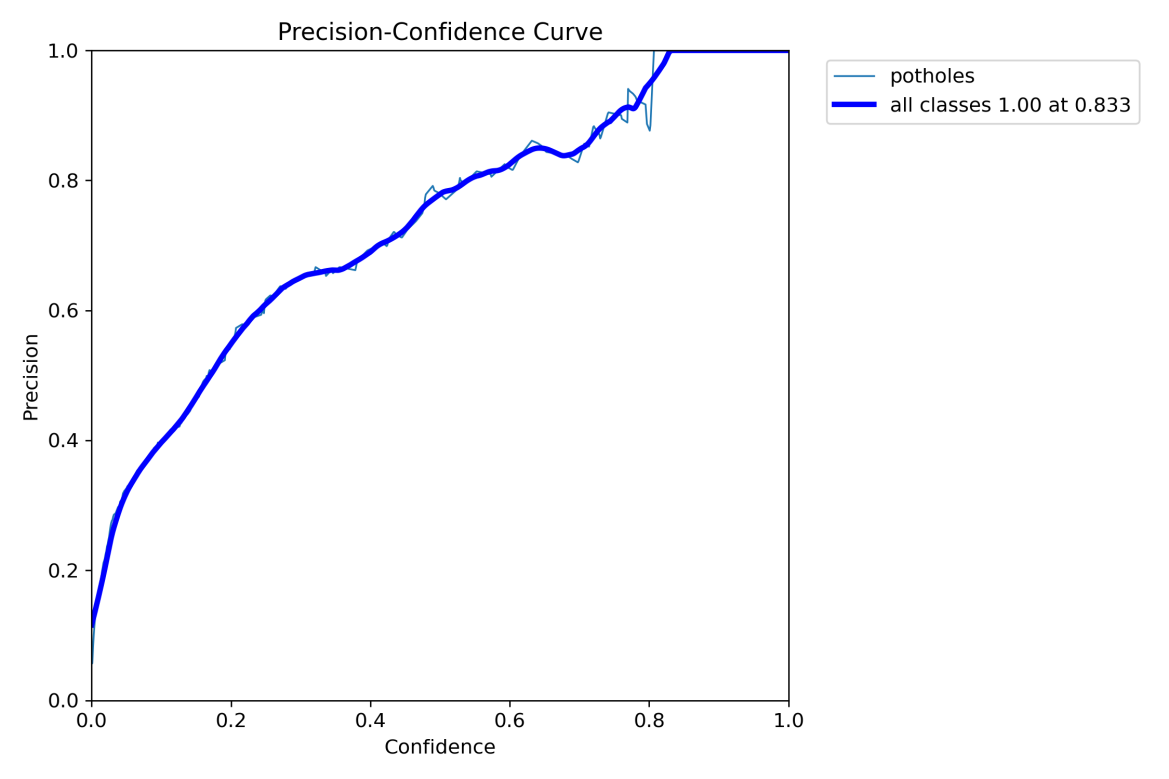 Precision-Confidence Curve
1.0
0.8
0.6
0.4
0.2
0.0
Precision
0.0 0.2 0.4 0.6 0.8 1.0
Confidence
potholes
all classes 1.00 at 0.833